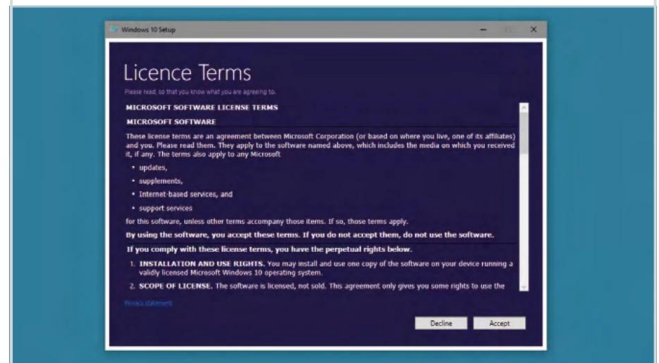 Windows 10 Setup
Licence Terms
Please read, so that you know what you are agreeing to.
MICROSOFT SOFTWARE LICENSE TERMS
MICROSOFT SOFTWARE
These license terms are an agreement between Microsoft Corporation (or based on where you live, one of its affiliates)
and you. Please read them. They apply to the software named above, which includes the media on which you received
it, if any. The terms also apply to any Microsoft
• updates,
• supplements,
• Internet-based services, and
• support services
for this software, unless other terms accompany those items. If so, those terms apply.
By using the software, you accept these terms. If you do not accept them, do not use the software.
If you comply with these license terms, you have the perpetual rights below.
1. INSTALLATION AND USE RIGHTS. You may install and use one copy of the software on your device running a
validly licensed Microsoft Windows 10 operating system.
2. SCOPE OF LICENSE. The software is licensed, not sold. This agreement only gives you some rights to use the
Privacy statement
Decline Accept